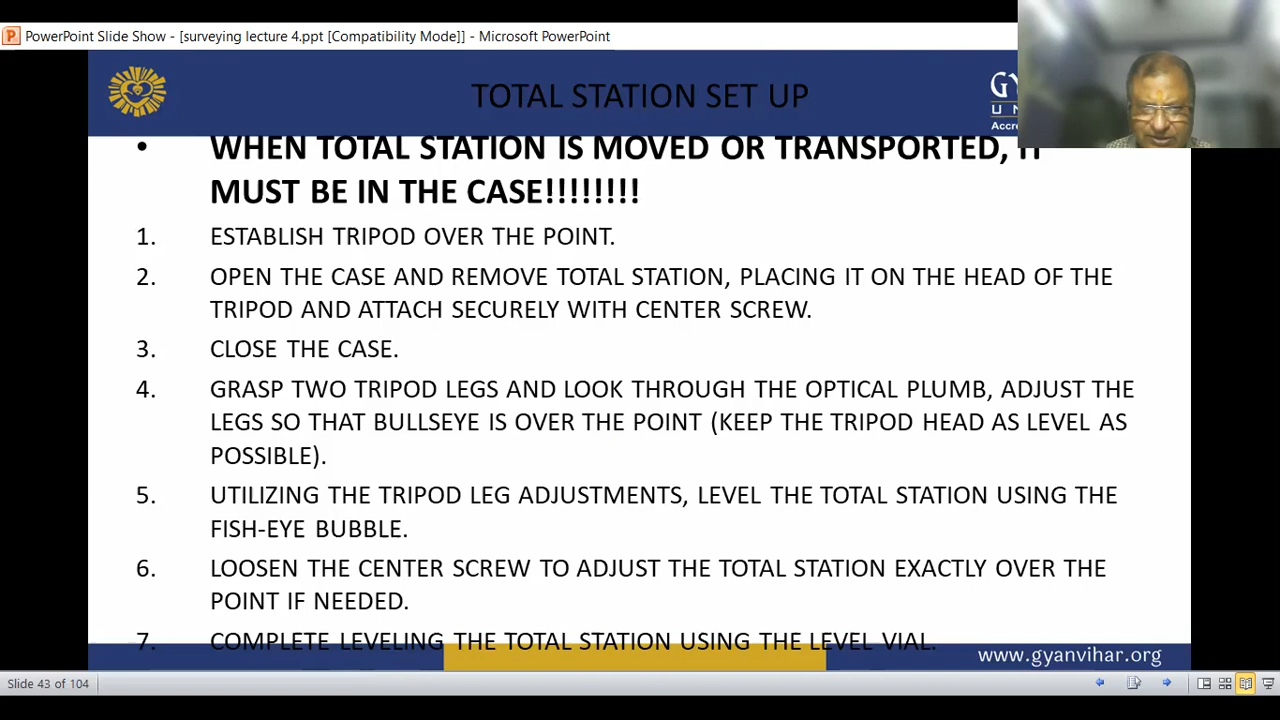 PowerPoint Slide Show - [surveying lecture 4.ppt [Compatibility Mode]] - Microsoft PowerPoint
TOTAL STATION SET UP
• WHEN TOTAL STATION IS MOVED OR TRANSPORTED, IT
MUST BE IN THE CASE!!!!!!!!
1. ESTABLISH TRIPOD OVER THE POINT.
2. OPEN THE CASE AND REMOVE TOTAL STATION, PLACING IT ON THE HEAD OF THE
TRIPOD AND ATTACH SECURELY WITH CENTER SCREW.
3. CLOSE THE CASE.
4. GRASP TWO TRIPOD LEGS AND LOOK THROUGH THE OPTICAL PLUMB, ADJUST THE
LEGS SO THAT BULLSEYE IS OVER THE POINT (KEEP THE TRIPOD HEAD AS LEVEL AS
POSSIBLE).
5. UTILIZING THE TRIPOD LEG ADJUSTMENTS, LEVEL THE TOTAL STATION USING THE
FISH-EYE BUBBLE.
6. LOOSEN THE CENTER SCREW TO ADJUST THE TOTAL STATION EXACTLY OVER THE
POINT IF NEEDED.
7. COMPLETE LEVELING THE TOTAL STATION USING THE LEVEL VIAL.
www.gyanvihar.org
Slide 43 of 104